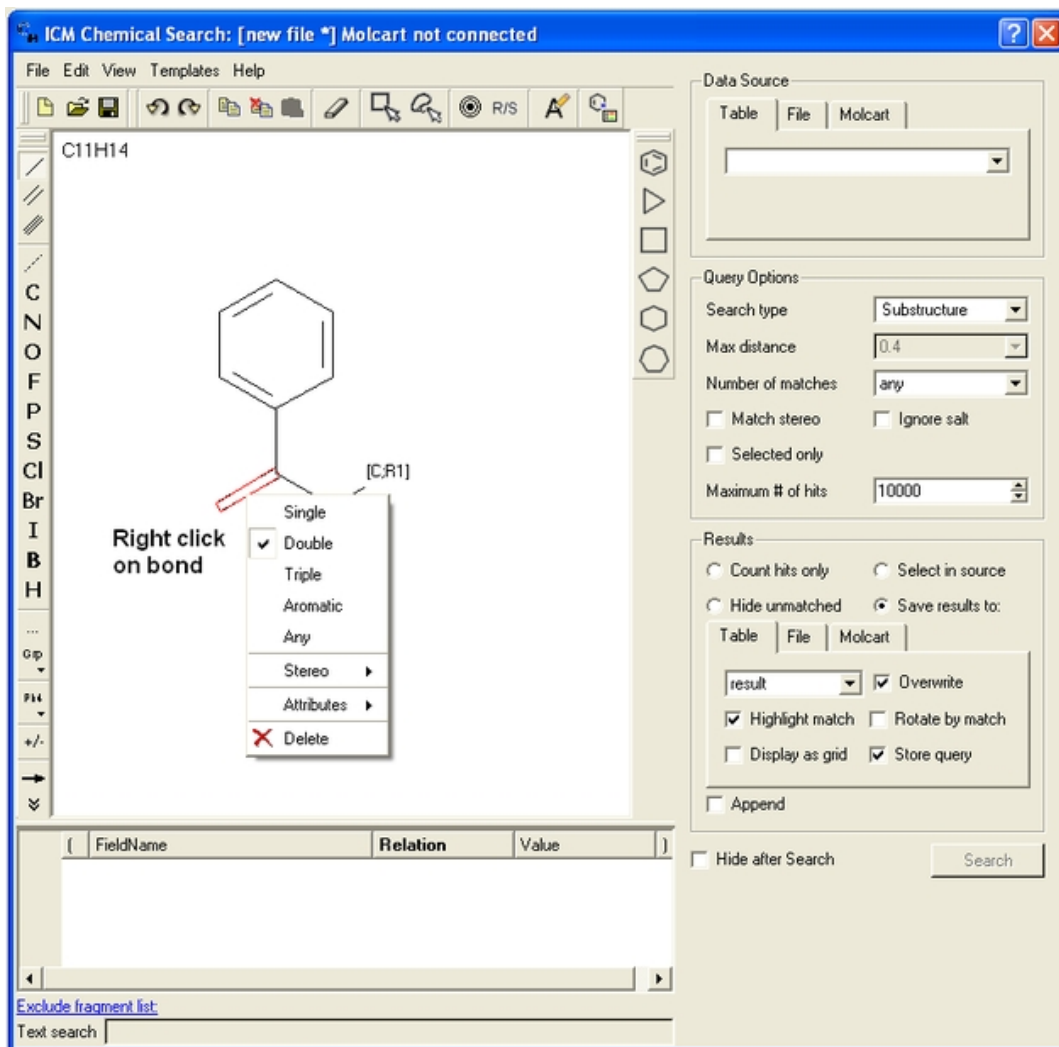 ICM Chemical Search: [new file *] Molcart not connected
File Edit View Templates Help
R/S
C11H14
C
N
O
F
P
S
Cl
Br
I
B
H
...
Grp
+/-
[C;R1]
Right click
on bond
Single
Double
Triple
Aromatic
Any
Stereo
Attributes
Delete
Data Source
Table File Molcart
Query Options
Search type Substructure
Max distance 0.4
Number of matches any
Match stereo Ignore salt
Selected only
Maximum # of hits 10000
Results
Count hits only Select in source
Hide unmatched Save results to:
Table File Molcart
result Overwrite
Highlight match Rotate by match
Display as grid Store query
Append
Hide after Search Search
( FieldName Relation Value )
Exclude fragment list:
Text search